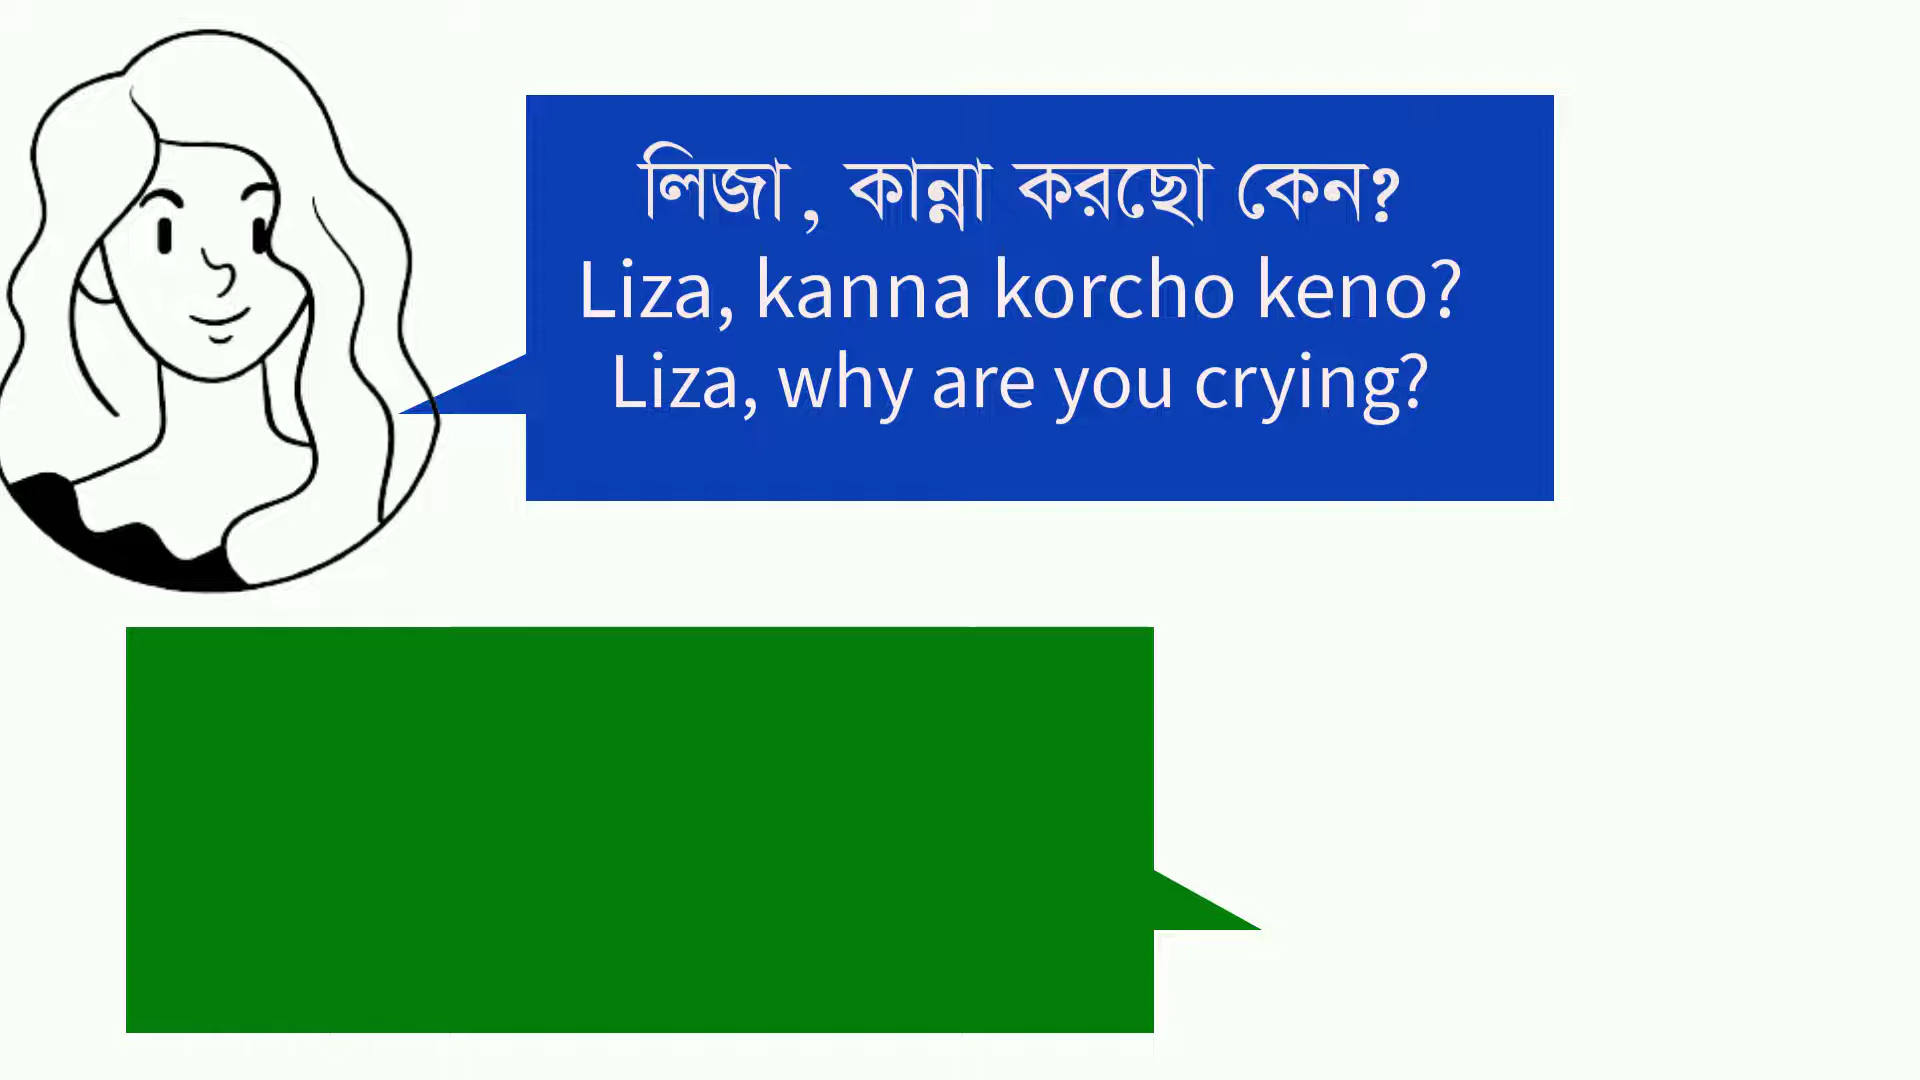 লিজা, কান্না করছো কেন?
Liza, kanna korcho keno?
Liza, why are you crying?